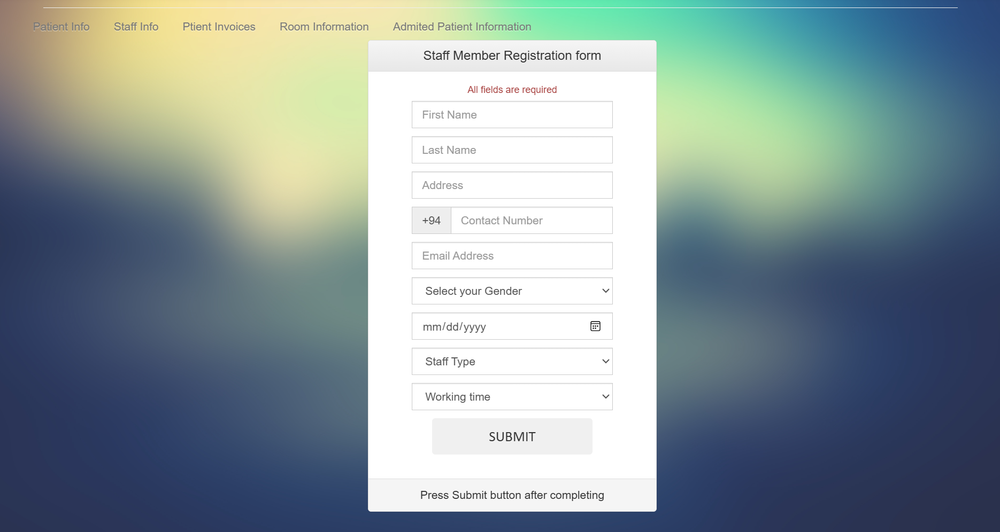 Patient Info Staff Info Ptient Invoices Room Information Admited Patient Information
Staff Member Registration form
All fields are required
First Name
Last Name
Address
+94 Contact Number
Email Address
Select your Gender
mm/dd/yyyy
Staff Type
Working time
SUBMIT
Press Submit button after completing